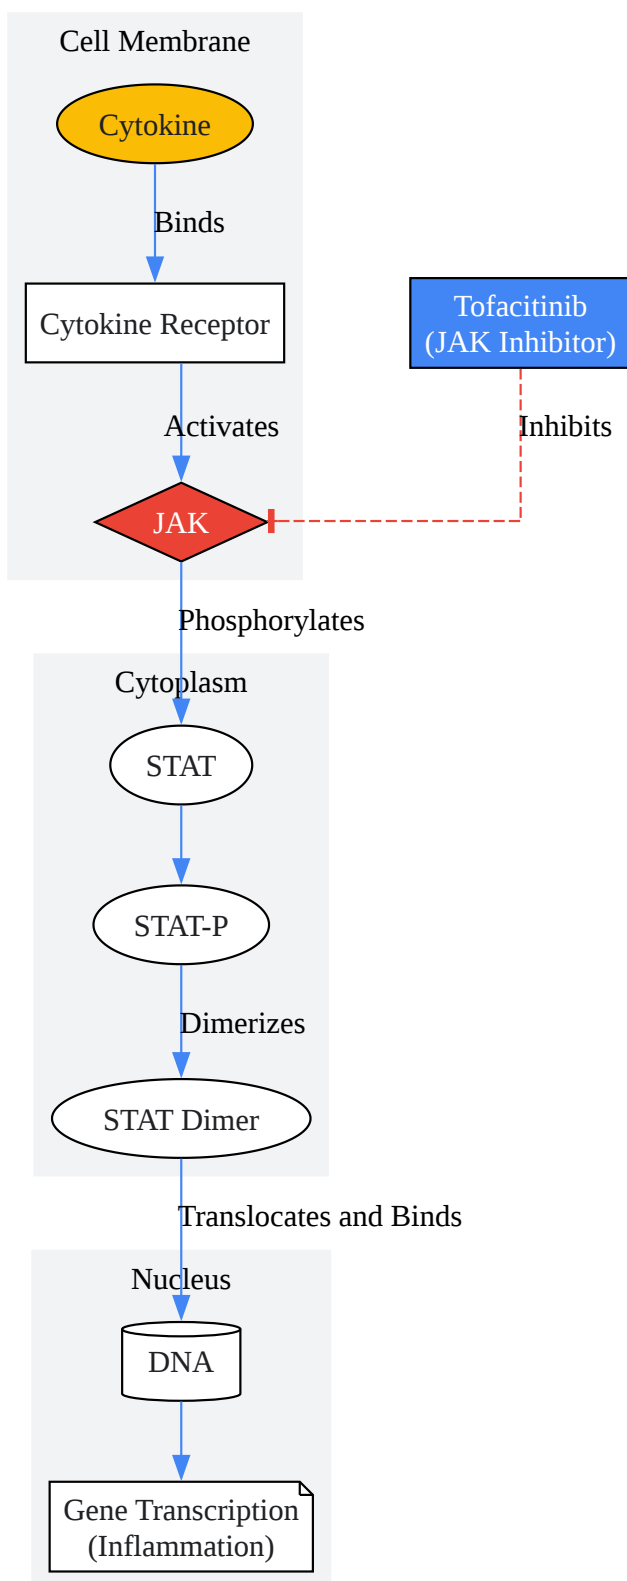 Cell Membrane
Cytokine
Binds
Cytokine Receptor
Tofacitinib
(JAK Inhibitor)
Activates
Inhibits
JAK
Phosphorylates
Cytoplasm
STAT
STAT-P
Dimerizes
STAT Dimer
Translocates and Binds
Nucleus
DNA
Gene Transcription
(Inflammation)